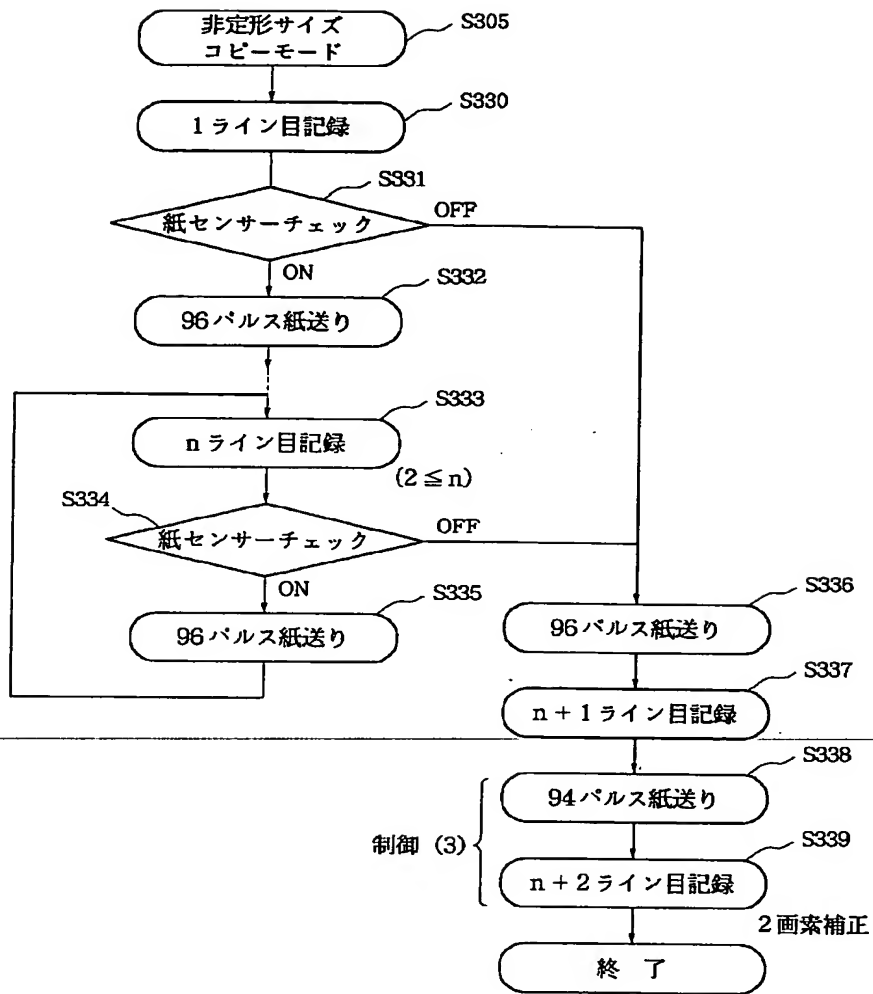 非定形サイズ
コピーモード
S305
1ライン目記録
S330
紙センサーチェック
S331
OFF
ON
96パルス紙送り
S332
nライン目記録
S333
(2≦n)
S334
紙センサーチェック
OFF
ON
96パルス紙送り
S335
96パルス紙送り
S336
n+1ライン目記録
S337
制御 (3)
94パルス紙送り
S338
n+2ライン目記録
S339
2画素補正
終 了